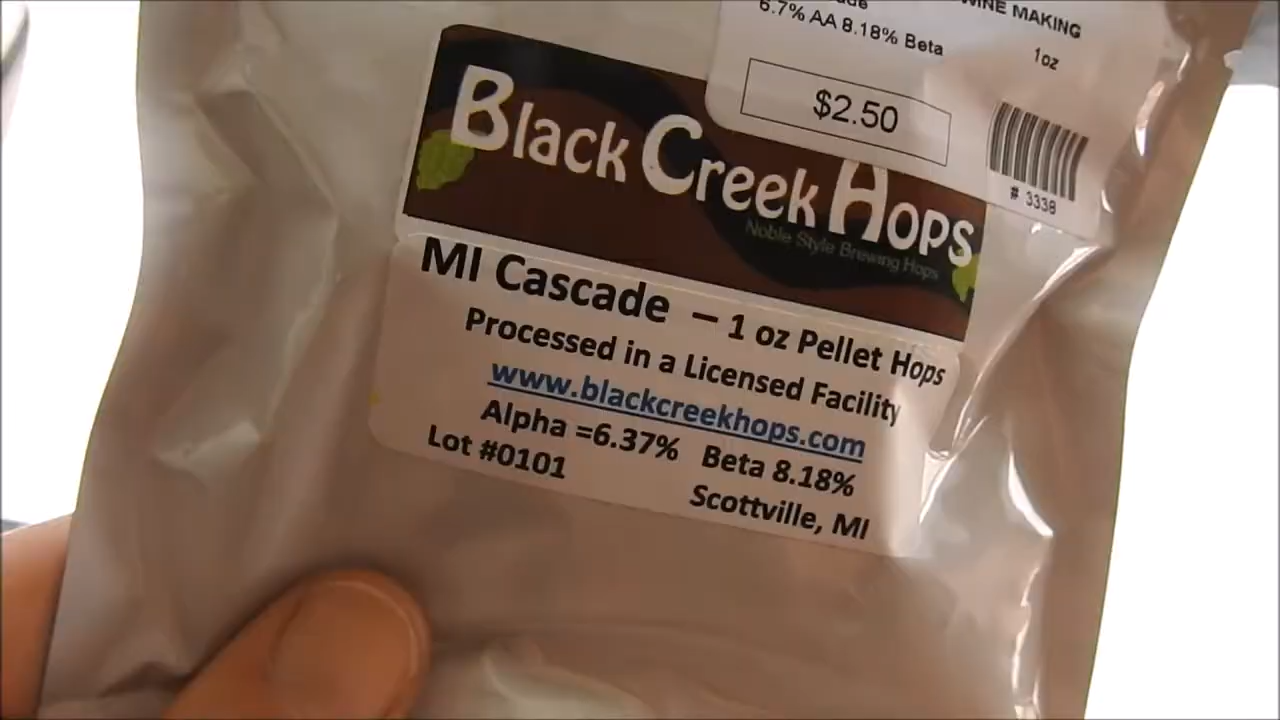 WINE MAKING
6.7% AA 8.18% Beta
1oz
$2.50
# 3338
Black Creek Hops
Noble Style Brewing Hops
MI Cascade – 1 oz Pellet Hops
Processed in a Licensed Facility
www.blackcreekhops.com
Alpha =6.37% Beta 8.18%
Lot #0101
Scottville, MI